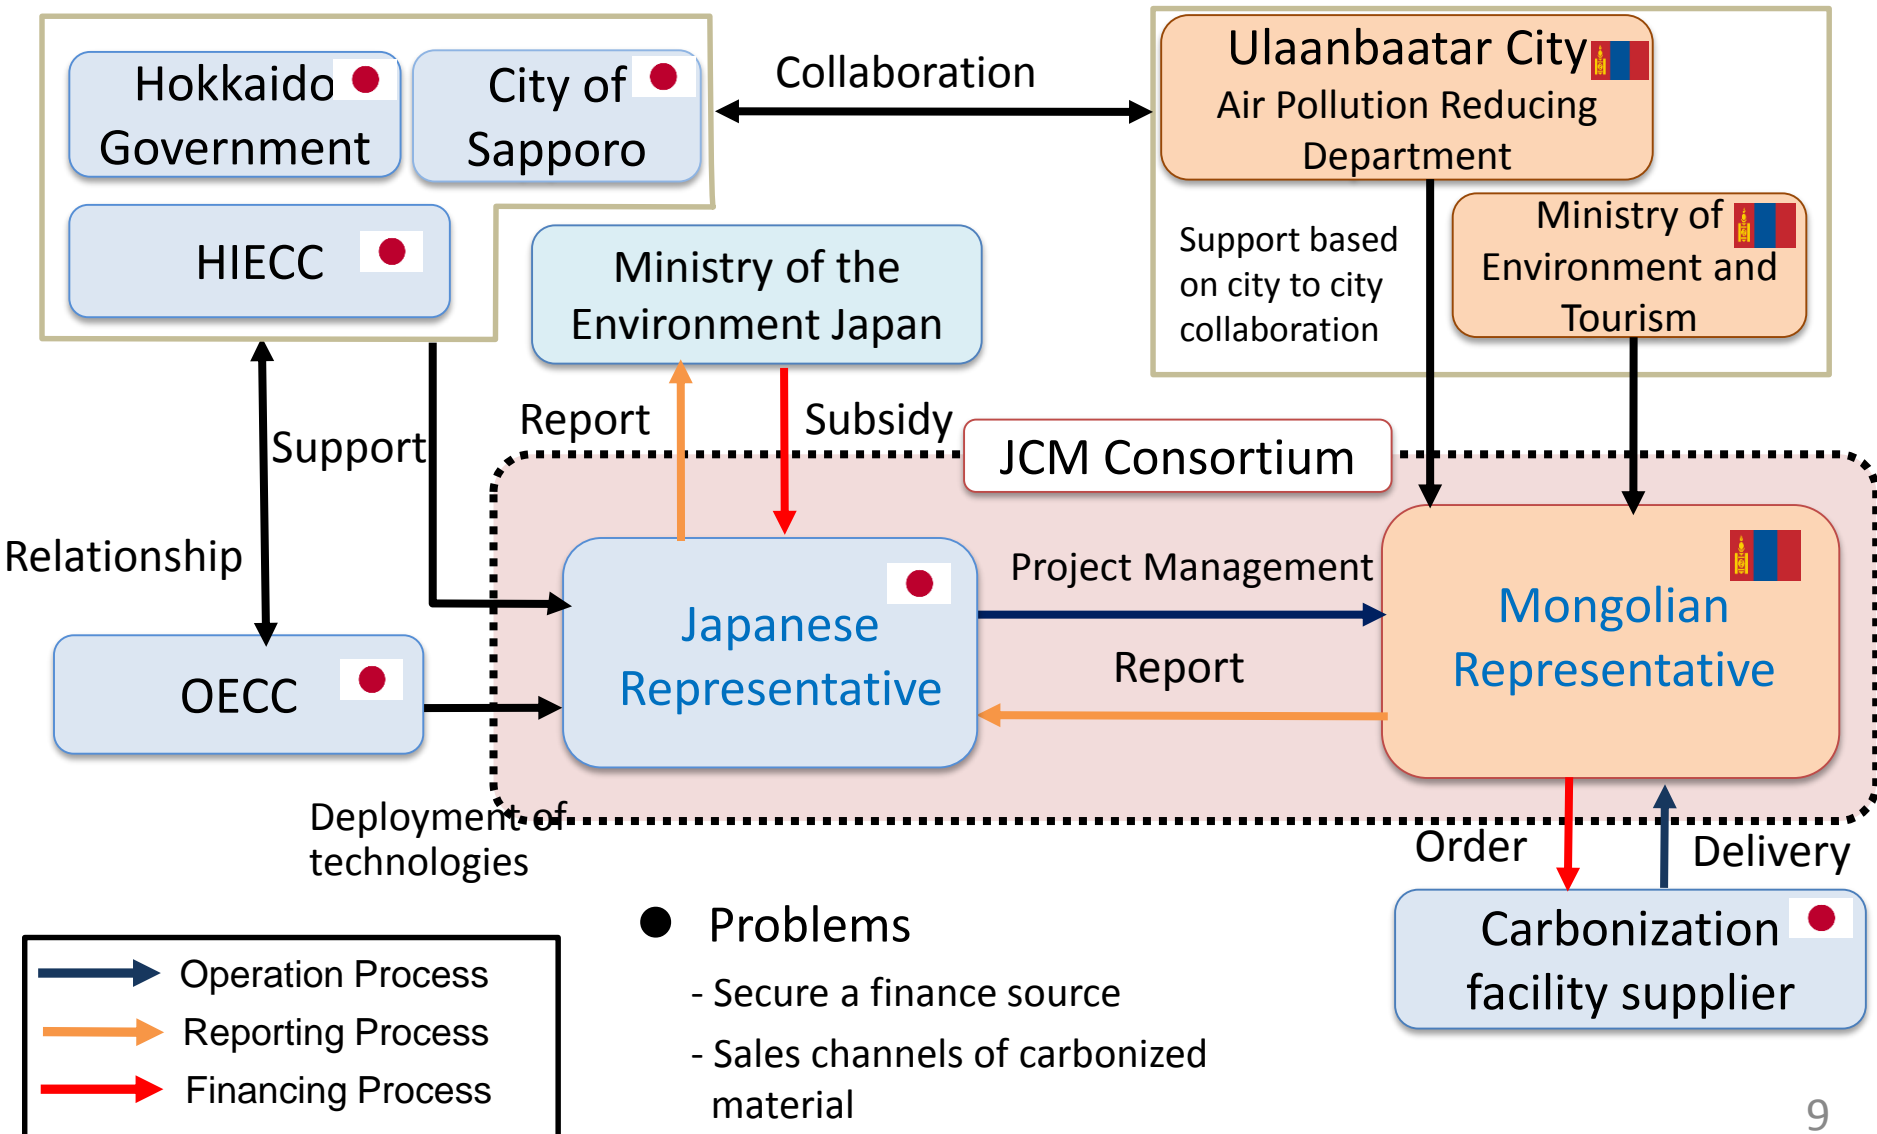 Hokkaido
Government
City of
Sapporo
HIECC
Collaboration
Ulaanbaatar City
Air Pollution Reducing
Department
Ministry of
Environment and
Tourism
Support based
on city to city
collaboration
Ministry of the
Environment Japan
Report
Subsidy
Support
Relationship
JCM Consortium
OECC
Japanese
Representative
Project Management
Report
Mongolian
Representative
Deployment of
technologies
Order
Delivery
Carbonization
facility supplier
Operation Process
Reporting Process
Financing Process
● Problems
- Secure a finance source
- Sales channels of carbonized
material
9